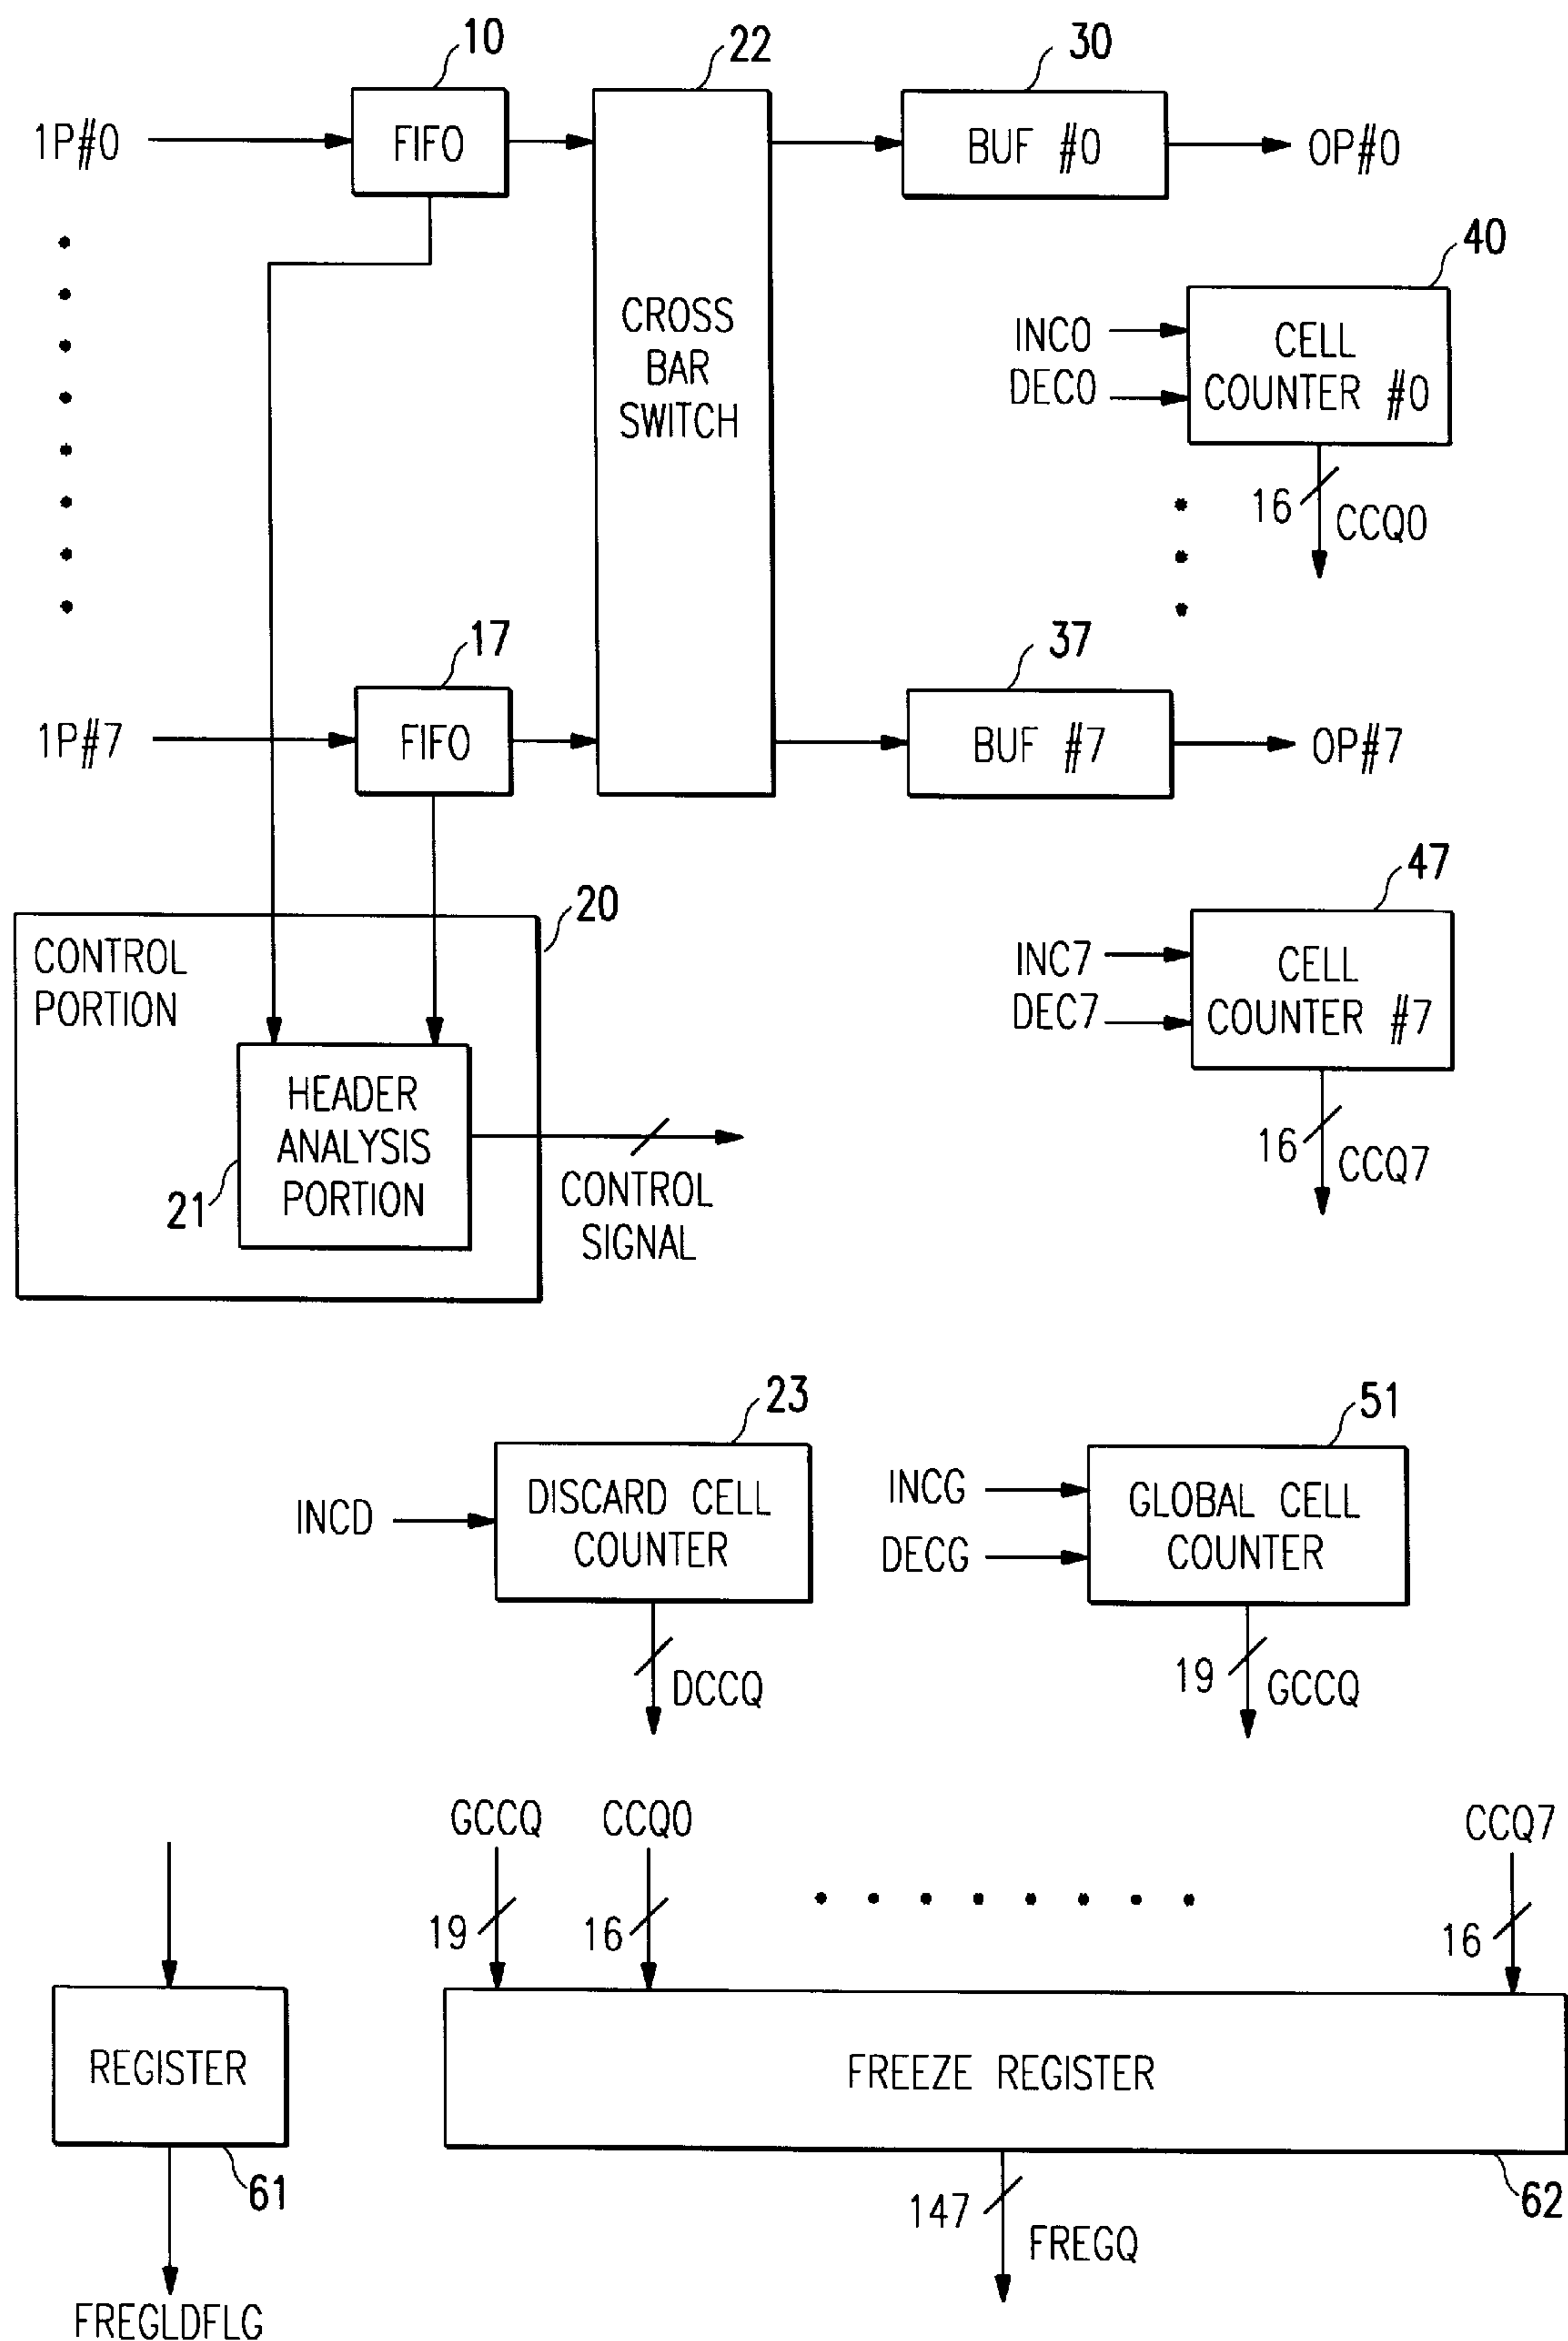 10
22
30
1P#0
FIFO
BUF #0
OP#0
40
CROSS
BAR
SWITCH
INC0
DEC0
CELL
COUNTER #0
16
CCQ0
17
37
1P#7
FIFO
BUF #7
OP#7
47
20
CONTROL
PORTION
INC7
DEC7
CELL
COUNTER #7
HEADER
ANALYSIS
PORTION
21
CONTROL
SIGNAL
16
CCQ7
23
51
INCD
DISCARD CELL
COUNTER
INCG
DECG
GLOBAL CELL
COUNTER
DCCQ
19
GCCQ
GCCQ
CCQ0
CCQ7
19
16
16
REGISTER
FREEZE REGISTER
61
62
147
FREGQ
FREGLDFLG